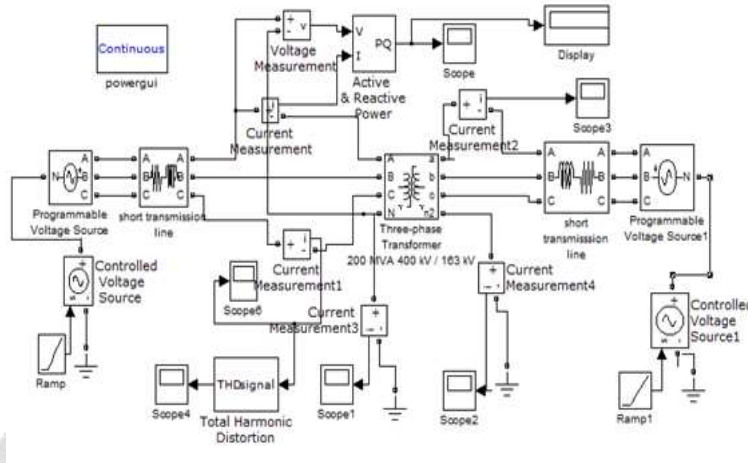 Continuous
powergui
Voltage
Measurement
V
I
PQ
Active
& Reactive
Power
Scope
Display
Current
Measurement
Current
Measurement2
Scope3
N
A
B
C
Programmable
Voltage Source
A
B
C
A
B
C
short transmission
line
A
B
C
N
a
b
c
n2
Three-phase
Transformer
200 MVA 400 kV / 163 kV
A
B
C
A
B
C
short
transmission
line
A
B
C
N
Programmable
Voltage Source1
Controlled
Voltage
Source
Ramp
Current
Measurement1
Scope6
Current
Measurement3
Current
Measurement4
Controlled
Voltage
Source1
Ramp1
Scope4
THD
signal
Total Harmonic
Distortion
Scope1
Scope2